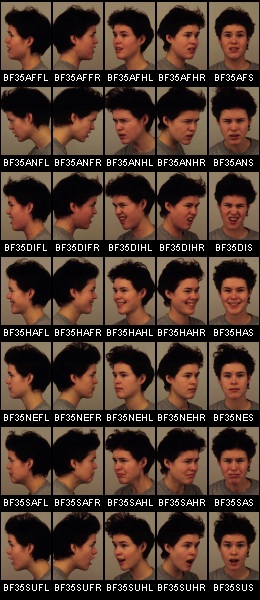 BF35AFFL BF35AFFR BF35AFHL BF35AFHR BF35AFS
BF35ANFL BF35ANFR BF35ANHL BF35ANHR BF35ANS
BF35DIFL BF35DIFR BF35DIHL BF35DIHR BF35DIS
BF35HAFL BF35HAFR BF35HAHL BF35HAHR BF35HAS
BF35NEFL BF35NEFR BF35NEHL BF35NEHR BF35NES
BF35SAFL BF35SAFR BF35SAHL BF35SAHR BF35SAS
BF35SUFL BF35SUFR BF35SUHL BF35SUHR BF35SUS